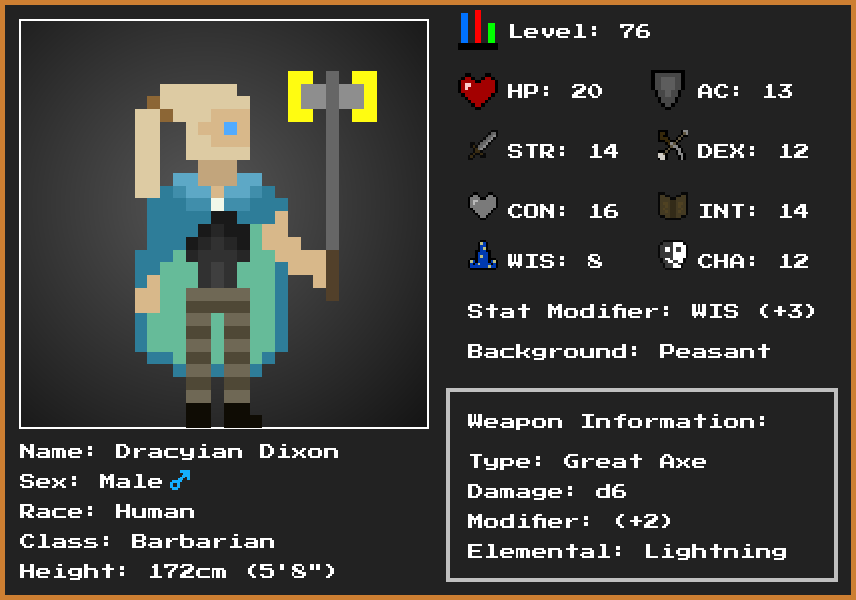 Level: 76
HP: 20 AC: 13
STR: 14 DEX: 12
CON: 16 INT: 14
WIS: 8 CHA: 12
Stat Modifier: WIS (+3)
Background: Peasant
Name: Dracyian Dixon
Sex: Male ♂
Race: Human
Class: Barbarian
Height: 172cm (5'8")
Weapon Information:
Type: Great Axe
Damage: d6
Modifier: (+2)
Elemental: Lightning